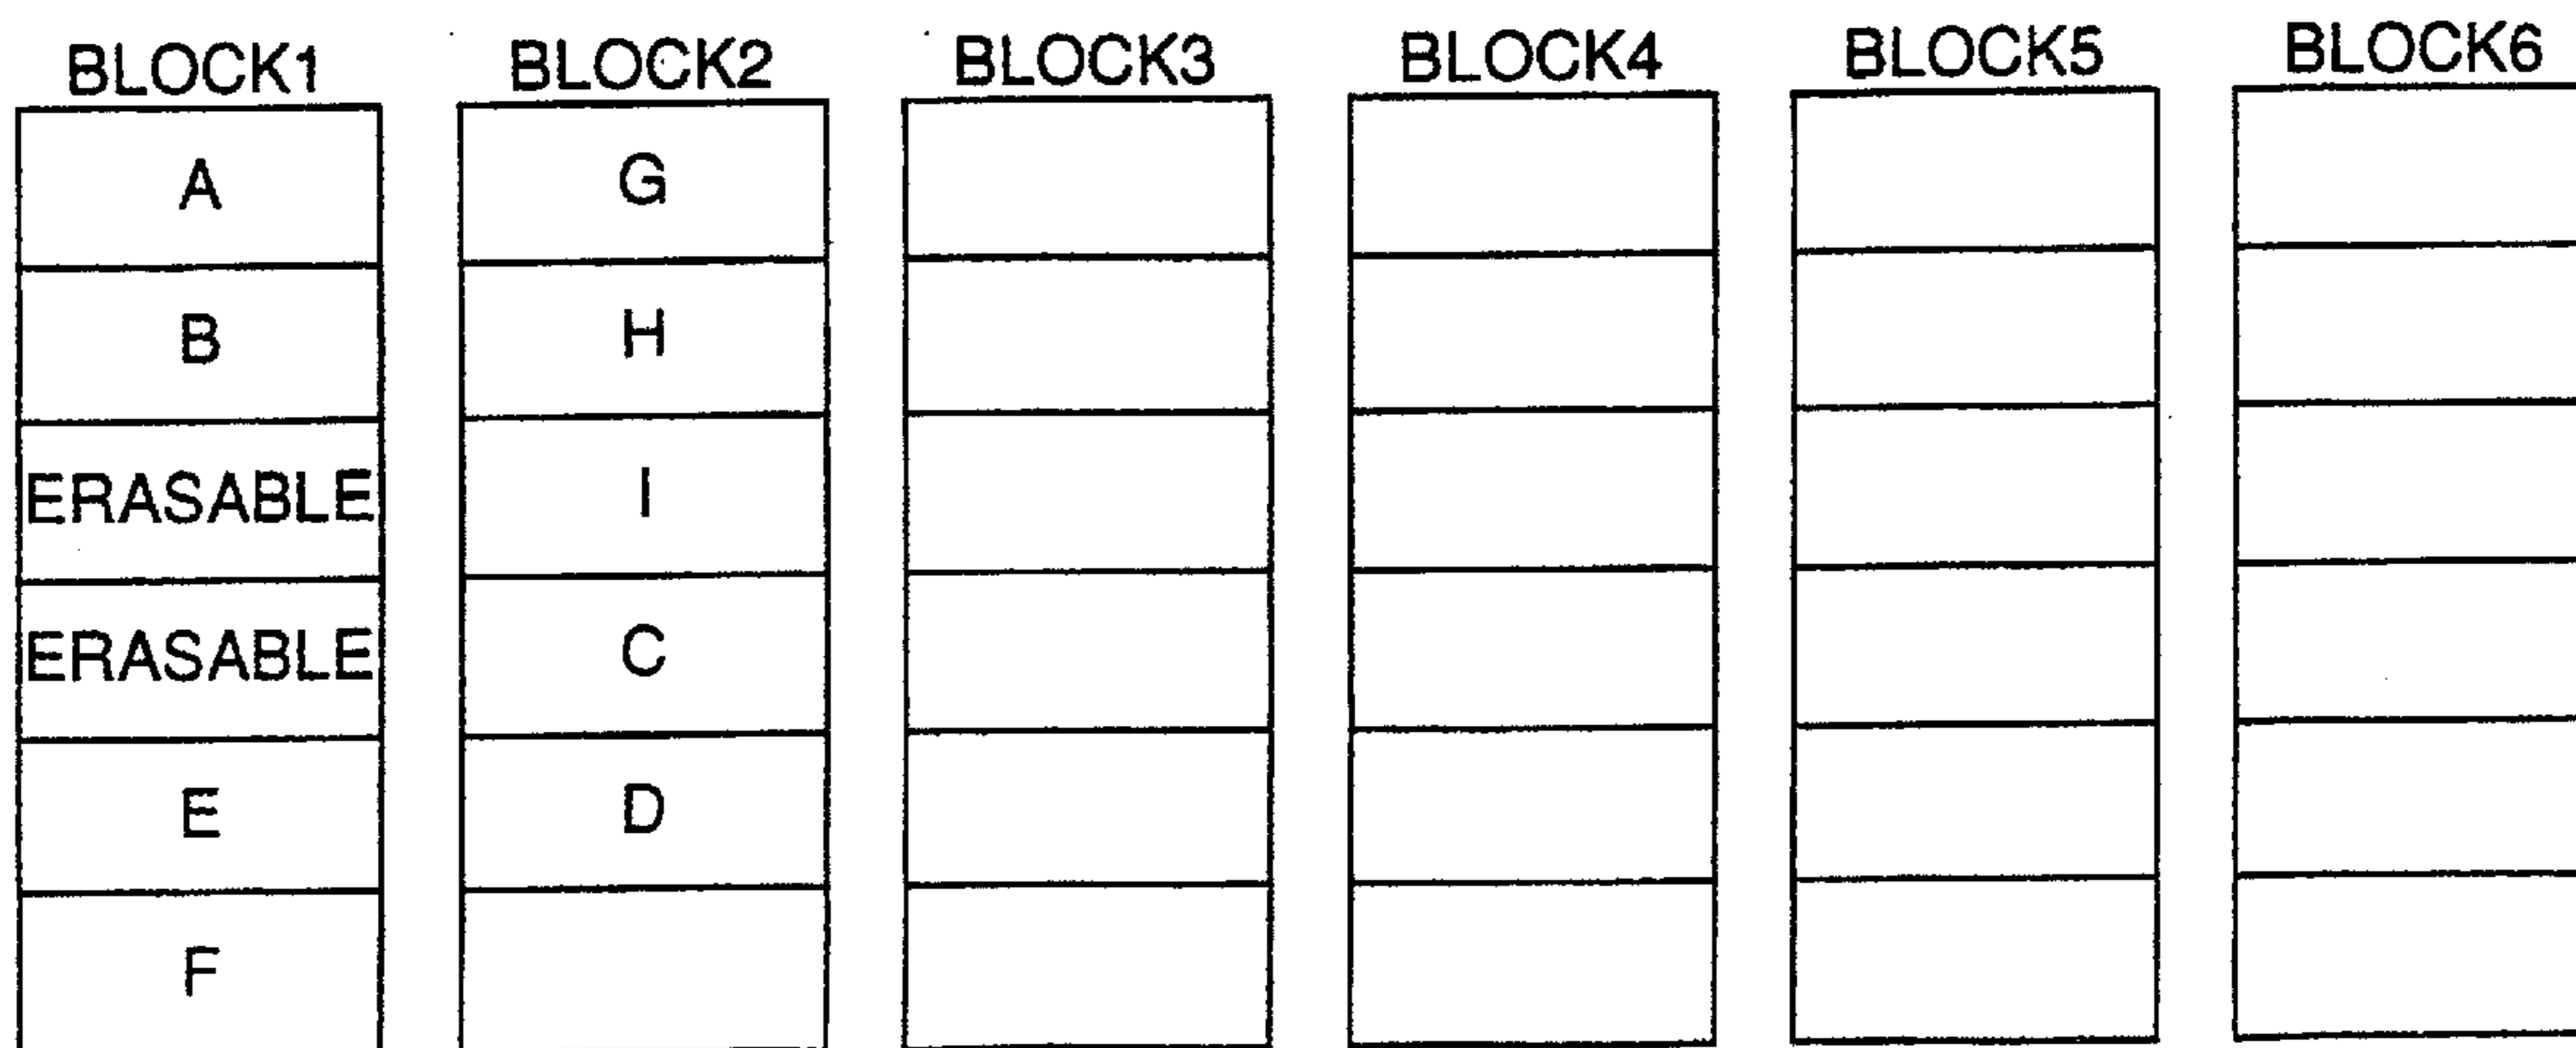 BLOCK1 BLOCK2 BLOCK3 BLOCK4 BLOCK5 BLOCK6
A G
B H
ERASABLE I
ERASABLE C
E D
F